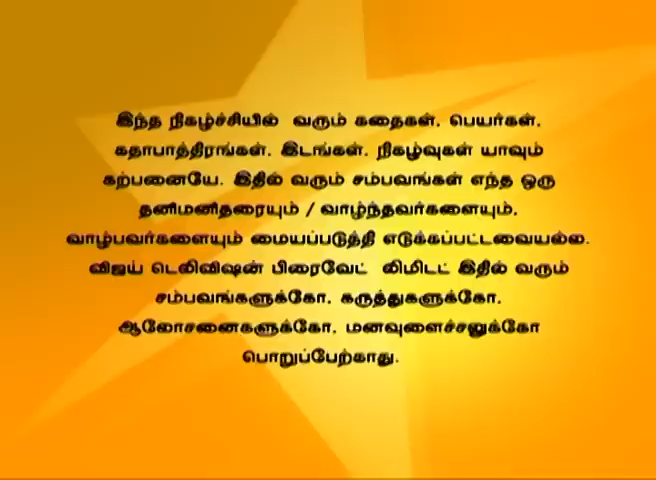 இந்த நிகழ்ச்சியில் வரும் கதைகள், பெயர்கள்,
கதாபாத்திரங்கள், இடங்கள், நிகழ்வுகள் யாவும்
கற்பனையே. இதில் வரும் சம்பவங்கள் எந்த ஒரு
தனிமனிதரையும் / வாழ்ந்தவர்களையும்,
வாழ்பவர்களையும் மையப்படுத்தி எடுக்கப்பட்டவையல்ல.
விஜய் டெலிவிஷன் பிரைவேட் லிமிடட் இதில் வரும்
சம்பவங்களுக்கோ, கருத்துகளுக்கோ,
ஆலோசனைகளுக்கோ, மனவுளைச்சலுக்கோ
பொறுப்பேற்காது.